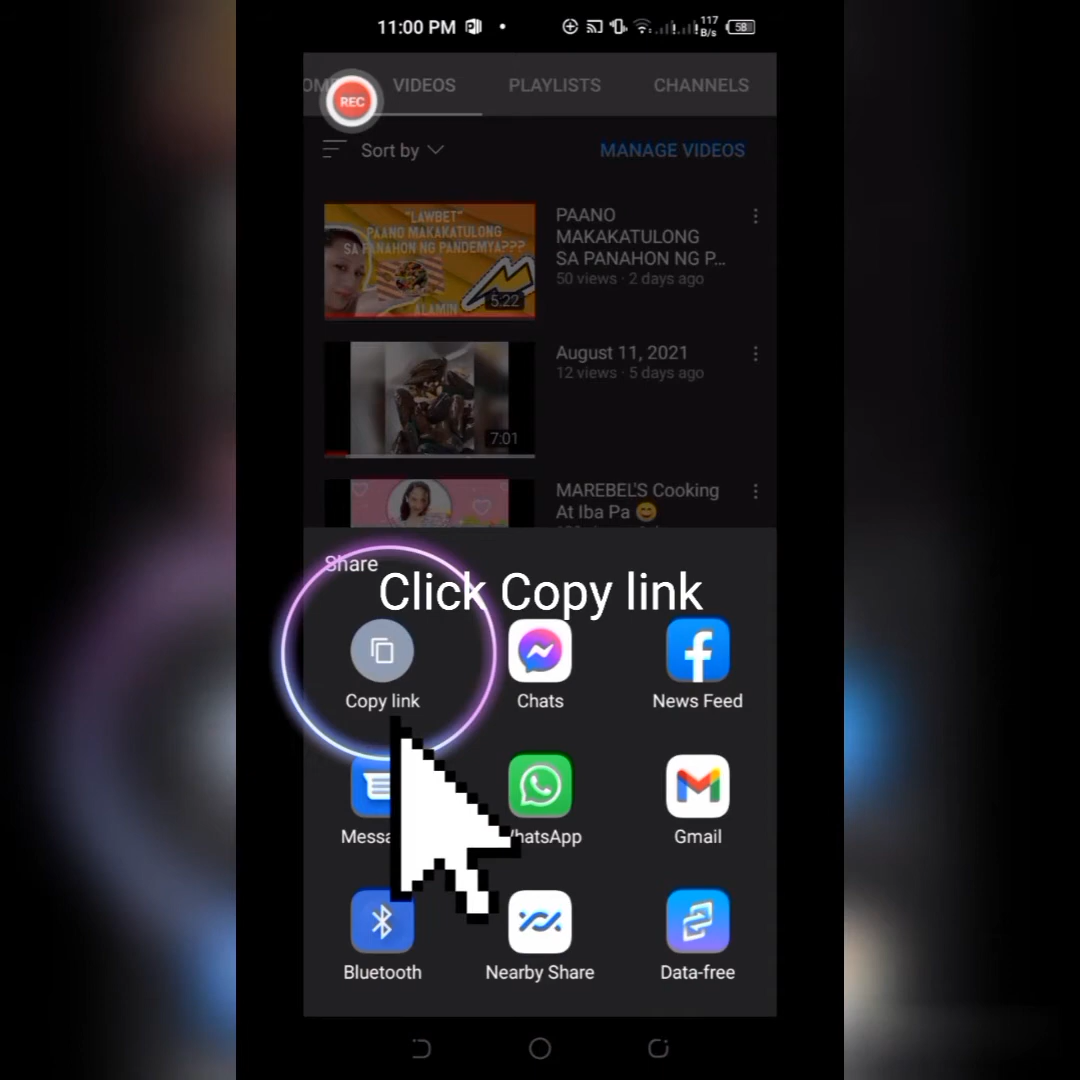 11:00 PM
117
B/s
58
REC
VIDEOS
PLAYLISTS
CHANNELS
Sort by
MANAGE VIDEOS
"LAWBET"
PAANO MAKAKATULONG
SA PANAHON NG PANDEMYA???
ALAMIN
5:22
PAANO
MAKAKATULONG
SA PANAHON NG P...
50 views · 2 days ago
7:01
August 11, 2021
12 views · 5 days ago
MAREBEL'S Cooking
At Iba Pa 😄
Share
Click Copy link
Copy link
Chats
News Feed
Gmail
Bluetooth
Nearby Share
Data-free